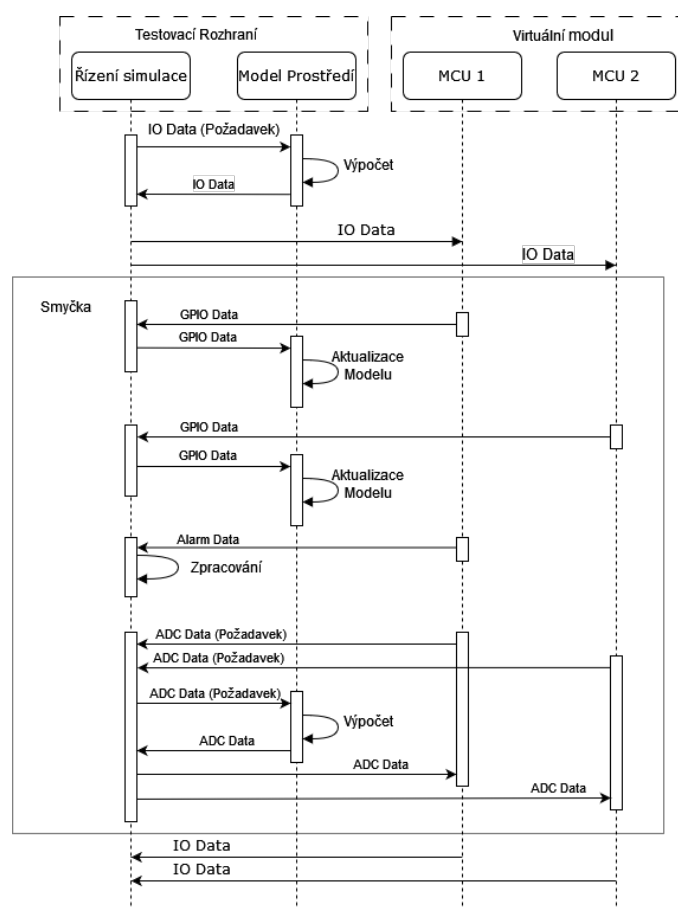 Testovací Rozhraní
Virtuální modul
Řízení simulace
Model Prostředí
MCU 1
MCU 2
IO Data (Požadavek)
Výpočet
IO Data
IO Data
IO Data
Smyčka
GPIO Data
GPIO Data
Aktualizace
Modelu
GPIO Data
GPIO Data
Aktualizace
Modelu
Alarm Data
Zpracování
ADC Data (Požadavek)
ADC Data (Požadavek)
ADC Data (Požadavek)
Výpočet
ADC Data
ADC Data
ADC Data
IO Data
IO Data